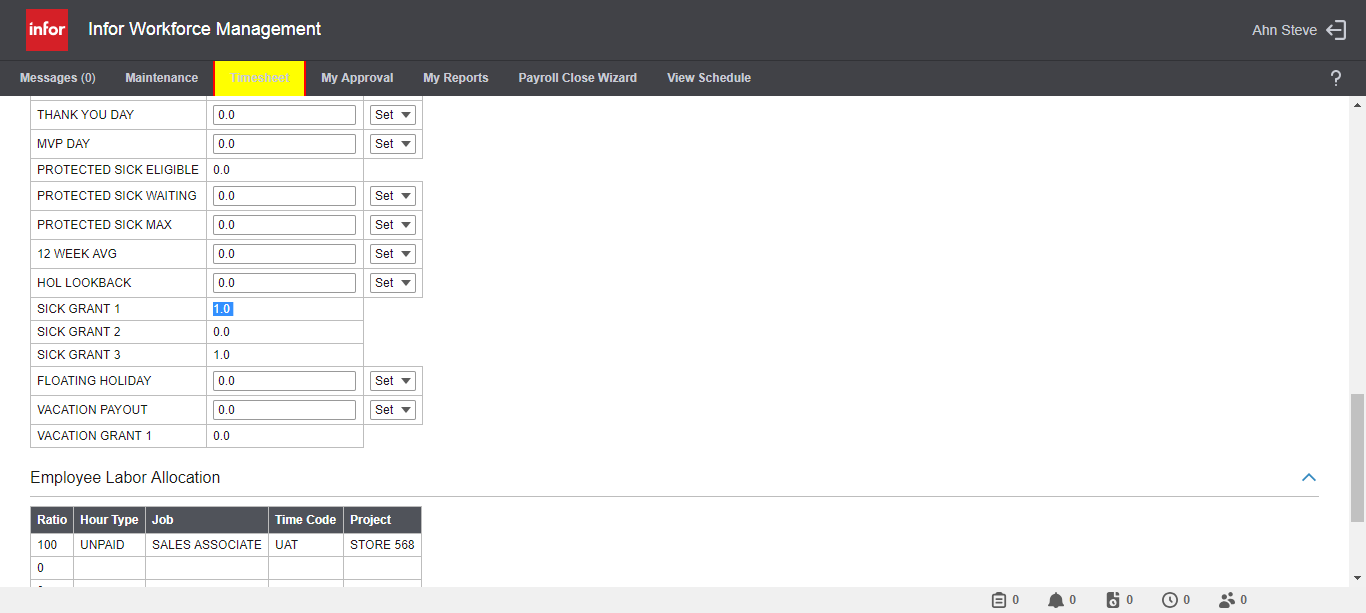 infor Infor Workforce Management Ahn Steve
Messages (0) Maintenance Timesheet My Approval My Reports Payroll Close Wizard View Schedule ?
THANK YOU DAY 0.0 Set
MVP DAY 0.0 Set
PROTECTED SICK ELIGIBLE 0.0
PROTECTED SICK WAITING 0.0 Set
PROTECTED SICK MAX 0.0 Set
12 WEEK AVG 0.0 Set
HOL LOOKBACK 0.0 Set
SICK GRANT 1 1.0
SICK GRANT 2 0.0
SICK GRANT 3 1.0
FLOATING HOLIDAY 0.0 Set
VACATION PAYOUT 0.0 Set
VACATION GRANT 1 0.0
Employee Labor Allocation
Ratio Hour Type Job Time Code Project
100 UNPAID SALES ASSOCIATE UAT STORE 568
0
0 0 0 0 0